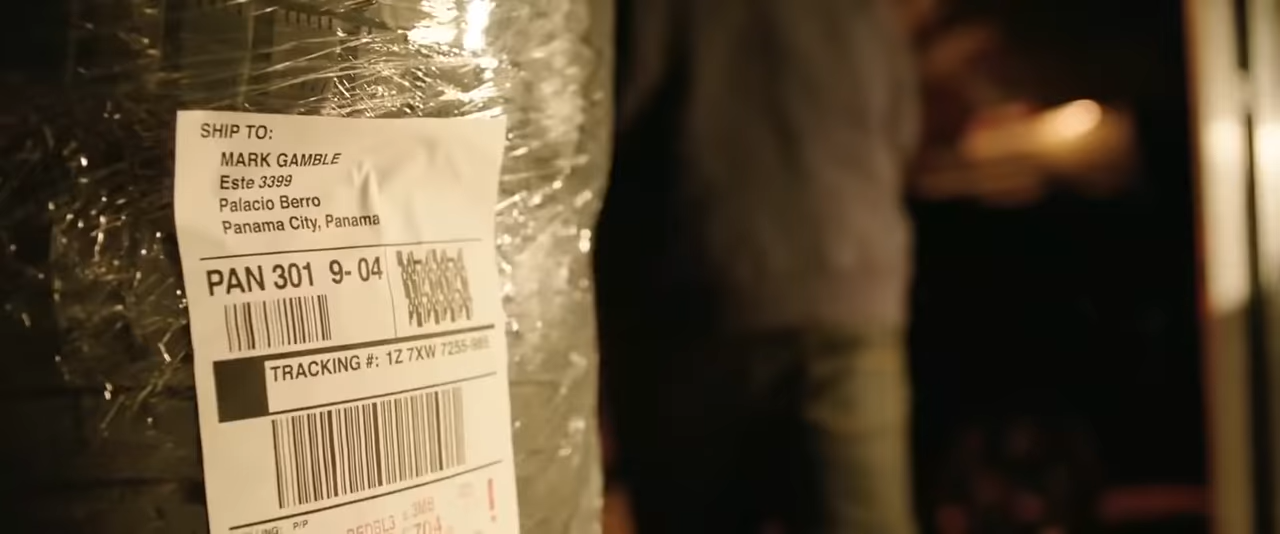 SHIP TO:
MARK GAMBLE
Este 3399
Palacio Berro
Panama City, Panama
PAN 301 9-04
TRACKING #: 1Z 7XW 7255-
P/P